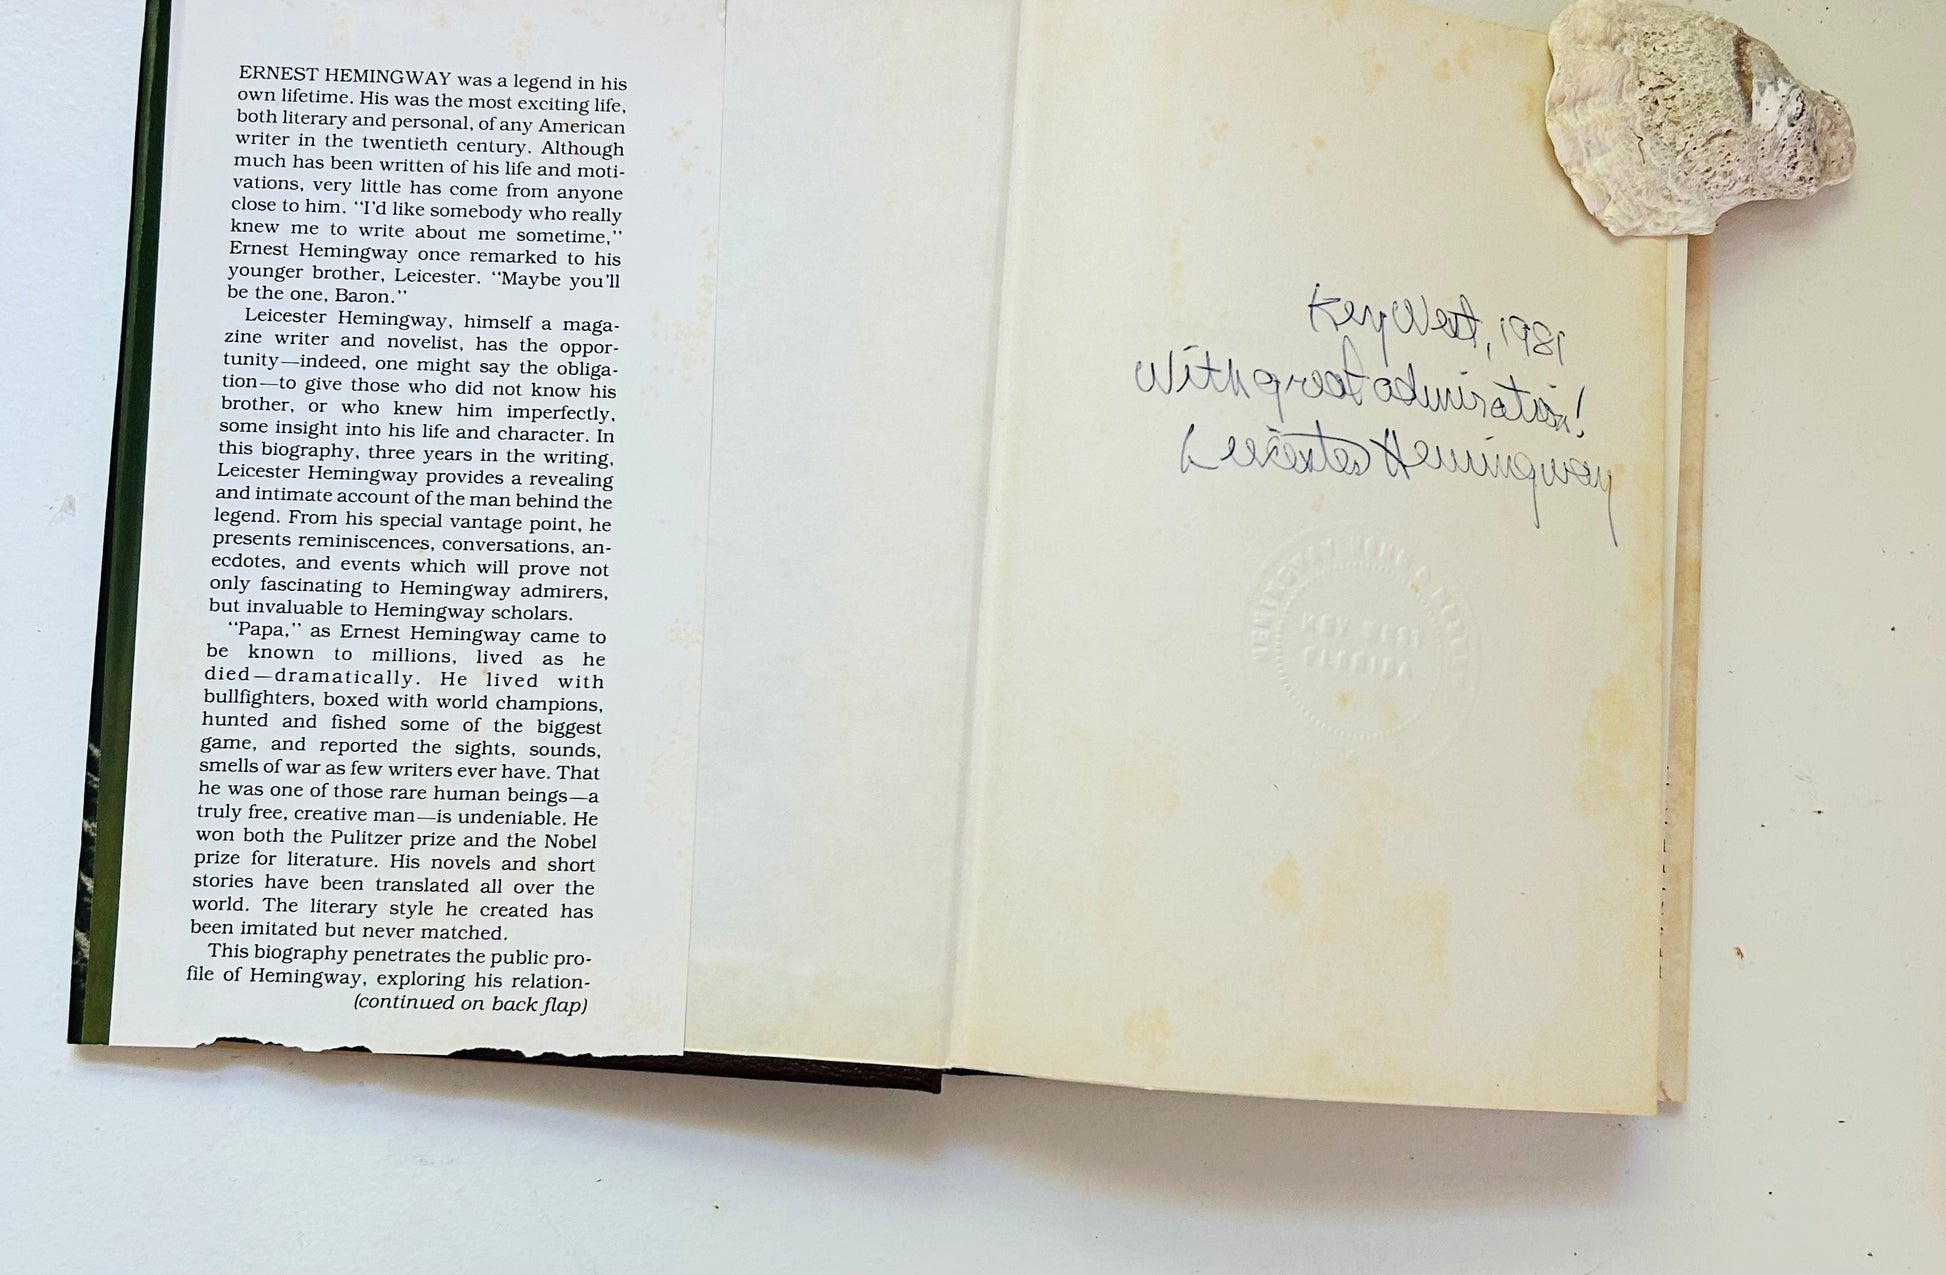 ERNEST HEMINGWAY was a legend in his
own lifetime. His was the most exciting life,
both literary and personal, of any American
writer in the twentieth century. Although
much has been written of his life and moti-
vations, very little has come from anyone
close to him. “I’d like somebody who really
knew me to write about me sometime,”
Ernest Hemingway once remarked to his
younger brother, Leicester. “Maybe you’ll
be the one, Baron.”
Leicester Hemingway, himself a maga-
zine writer and novelist, has the oppor-
tunity—indeed, one might say the obliga-
tion—to give those who did not know his
brother, or who knew him imperfectly,
some insight into his life and character. In
this biography, three years in the writing,
Leicester Hemingway provides a revealing
and intimate account of the man behind the
legend. From his special vantage point, he
presents reminiscences, conversations, an-
ecdotes, and events which will prove not
only fascinating to Hemingway admirers,
but invaluable to Hemingway scholars.
“Papa,” as Ernest Hemingway came to
be known to millions, lived as he
died—dramatically. He lived with
bullfighters, boxed with world champions,
hunted and fished some of the biggest
game, and reported the sights, sounds,
smells of war as few writers ever have. That
he was one of those rare human beings—a
truly free, creative man—is undeniable. He
won both the Pulitzer prize and the Nobel
prize for literature. His novels and short
stories have been translated all over the
world. The literary style he created has
been imitated but never matched.
This biography penetrates the public pro-
file of Hemingway, exploring his relation-
(continued on back flap)
Key West, 1981
With great admiration!
Leicester Hemingway
HEMINGWAY HOME & MUSEUM
KEY WEST
FLORIDA